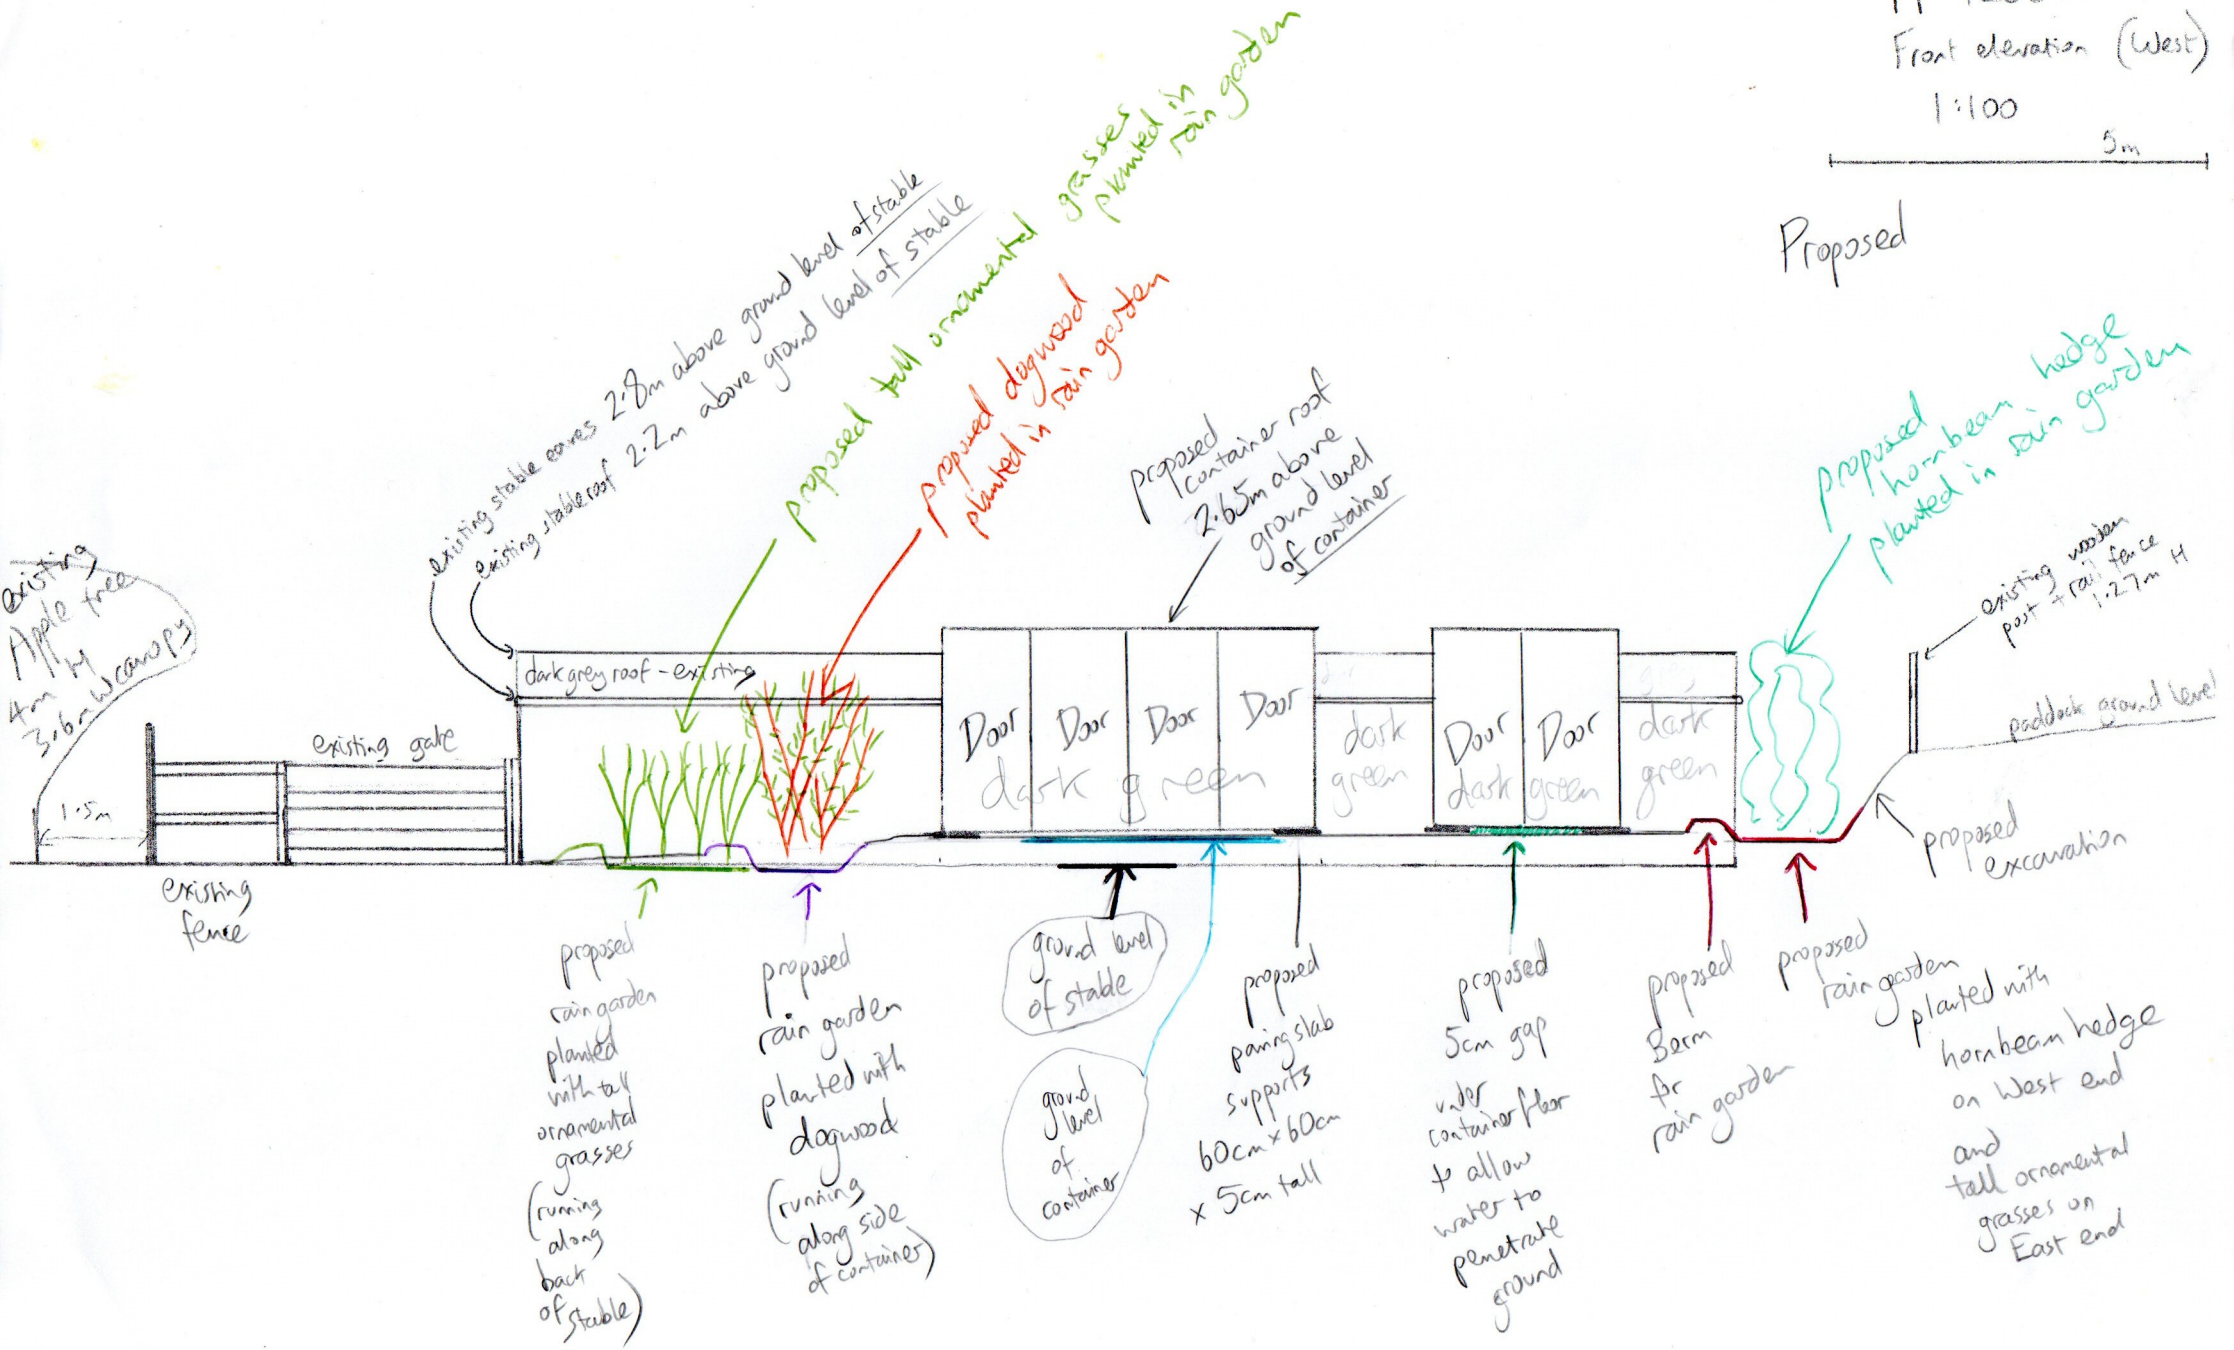 Front elevation (West)
1:100
5m
Proposed
existing stable eaves 2.8m above ground level of stable
existing stable roof 2.2m above ground level of stable
proposed tall ornamental grasses
planted in
rain garden
proposed dogwood
planted in rain garden
proposed
container roof
2.65m above
ground level
of container
proposed
hornbeam hedge
planted in rain garden
existing wooden
post + rail fence
1.27m H
paddock ground level
existing
Apple tree
4m H
3.6m W canopy
1.5m
existing gate
existing
fence
dark grey roof - existing
Door
Door
Door
Door
dark green
dark
green
Door
Door
dark green
grey
dark
green
proposed
excavation
proposed
rain garden
planted
with tall
ornamental
grasses
(running
along
back
of stable)
proposed
rain garden
planted with
dogwood
(running
along side
of container)
ground level
of stable
ground
level
of
container
proposed
paving slab
supports
60cm x 60cm
x 5cm tall
proposed
5cm gap
under
container floor
to allow
water to
penetrate
ground
proposed
Berm
for
rain garden
proposed
rain garden
planted with
hornbeam hedge
on West end
and
tall ornamental
grasses on
East end